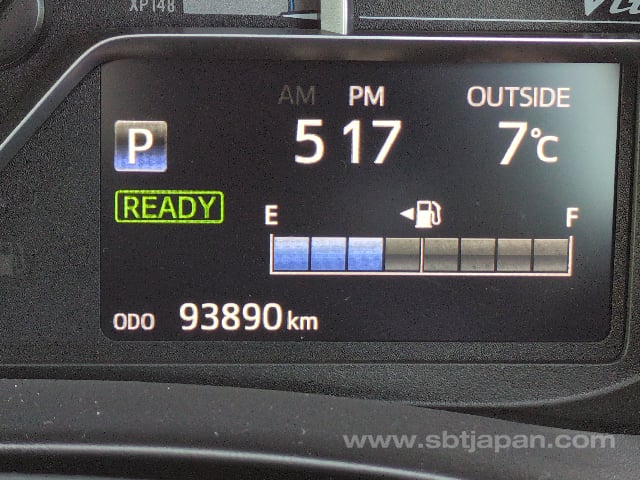 XP148
AM PM OUTSIDE
P 5 17 7℃
READY
E F
ODO 93890 km
www.sbtjapan.com